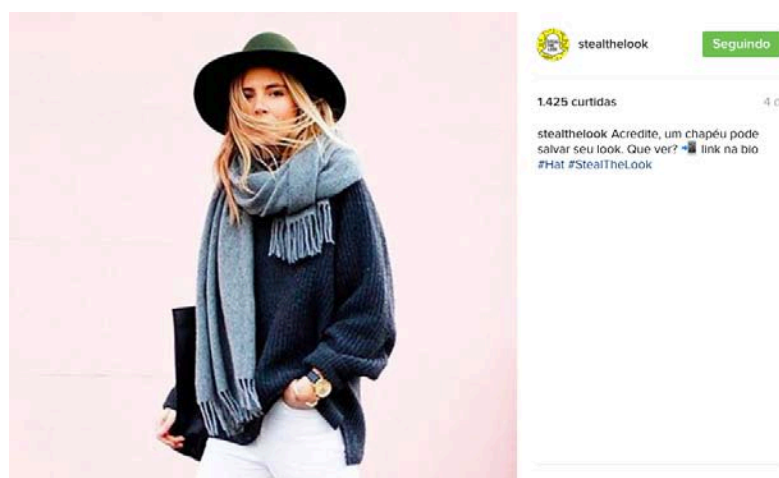 stealthelook
Seguindo
1.425 curtidas
4 d
stealthelook Acredite, um chapéu pode
salvar seu look. Que ver? 📲 link na bio
#Hat #StealTheLook